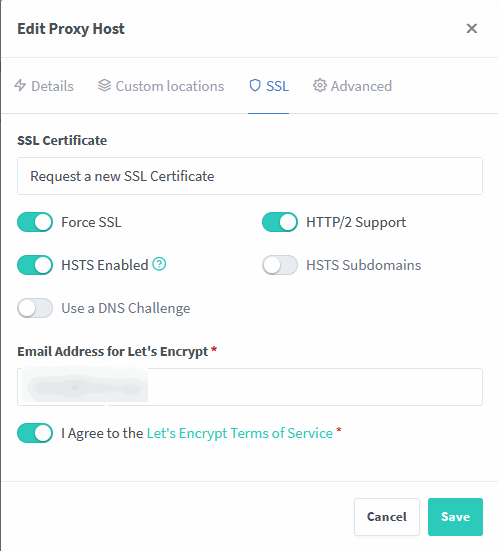 Edit Proxy Host
Details Custom locations SSL Advanced
SSL Certificate
Request a new SSL Certificate
Force SSL HTTP/2 Support
HSTS Enabled ? HSTS Subdomains
Use a DNS Challenge
Email Address for Let's Encrypt *
I Agree to the Let's Encrypt Terms of Service *
Cancel Save